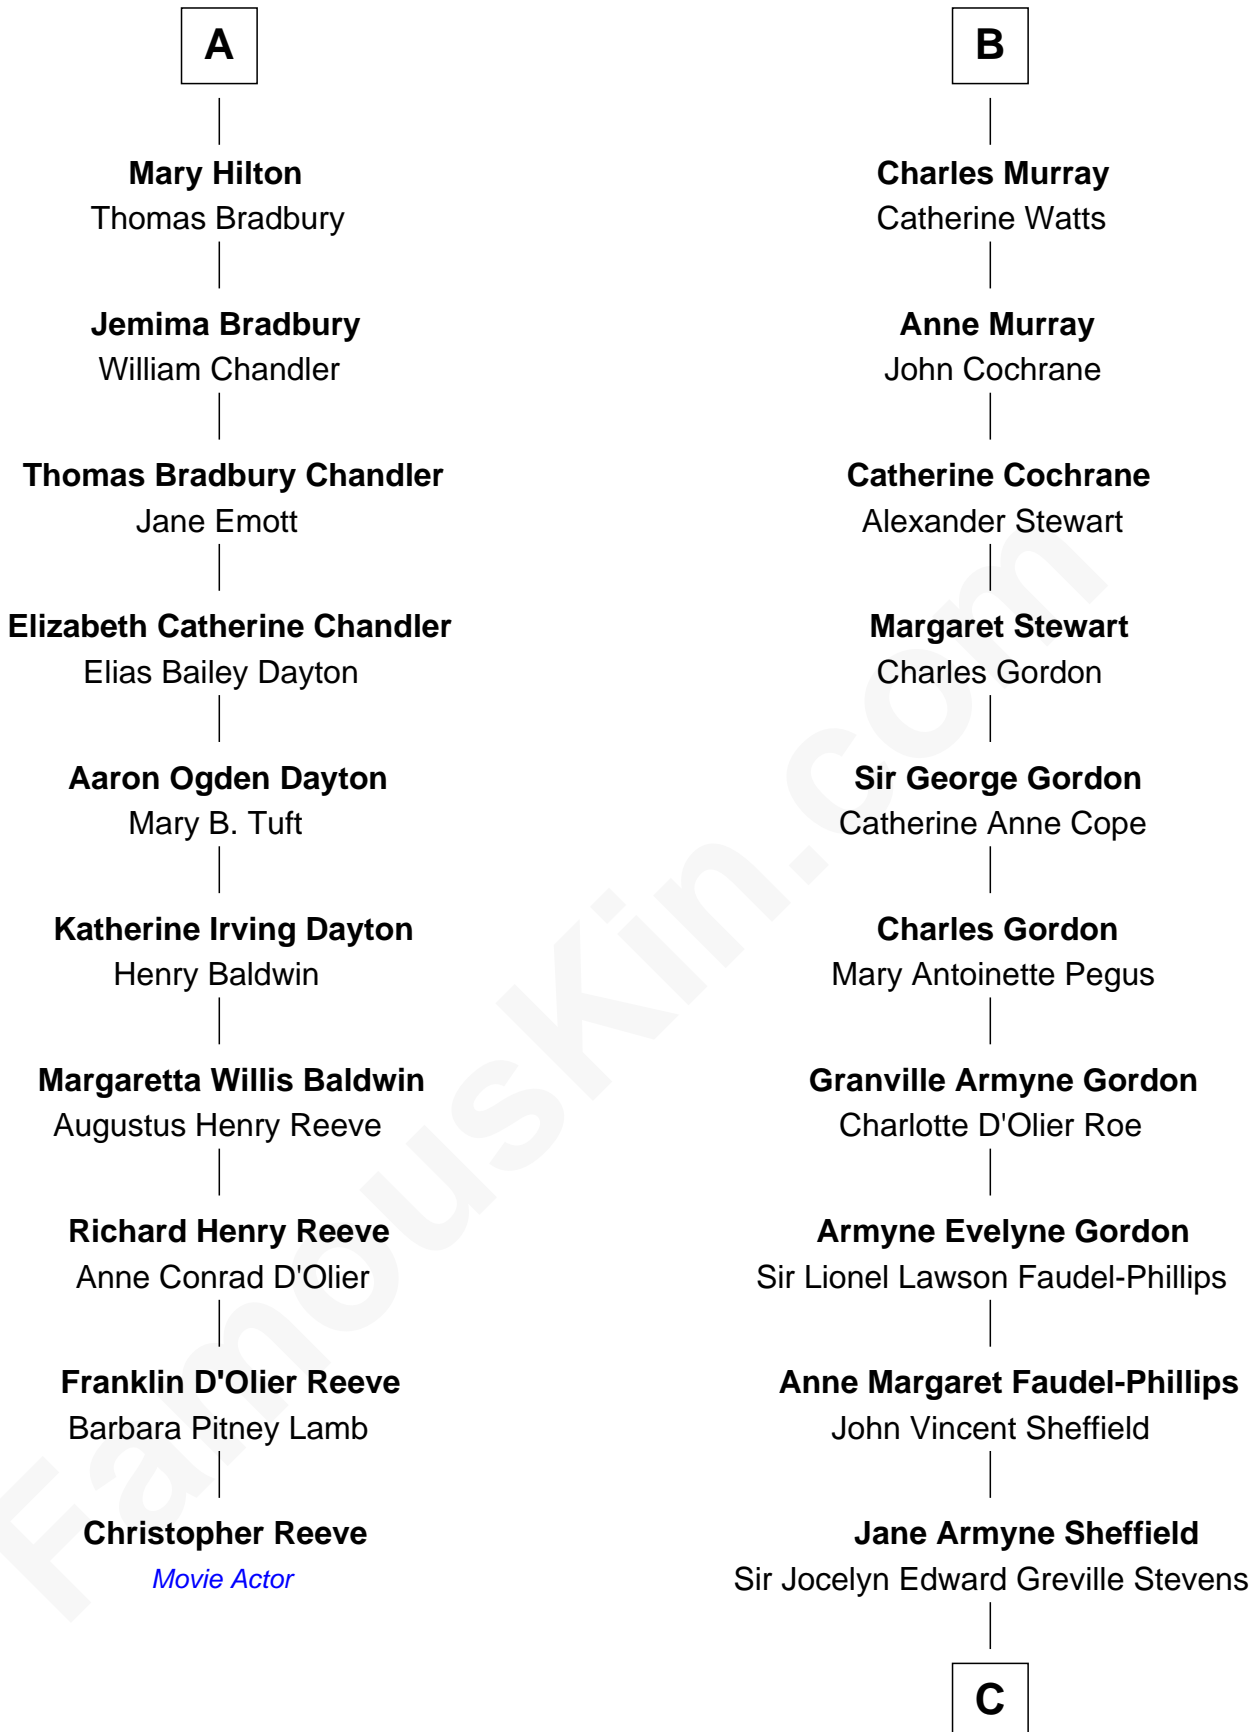 A
Mary Hilton
Thomas Bradbury
Jemima Bradbury
William Chandler
Thomas Bradbury Chandler
Jane Emott
Elizabeth Catherine Chandler
Elias Bailey Dayton
Aaron Ogden Dayton
Mary B. Tuft
Katherine Irving Dayton
Henry Baldwin
Margaretta Willis Baldwin
Augustus Henry Reeve
Richard Henry Reeve
Anne Conrad D'Olier
Franklin D'Olier Reeve
Barbara Pitney Lamb
Christopher Reeve
Movie Actor
B
Charles Murray
Catherine Watts
Anne Murray
John Cochrane
Catherine Cochrane
Alexander Stewart
Margaret Stewart
Charles Gordon
Sir George Gordon
Catherine Anne Cope
Charles Gordon
Mary Antoinette Pegus
Granville Armyne Gordon
Charlotte D'Olier Roe
Armyne Evelyne Gordon
Sir Lionel Lawson Faudel-Phillips
Anne Margaret Faudel-Phillips
John Vincent Sheffield
Jane Armyne Sheffield
Sir Jocelyn Edward Greville Stevens
C
FamousKin.com